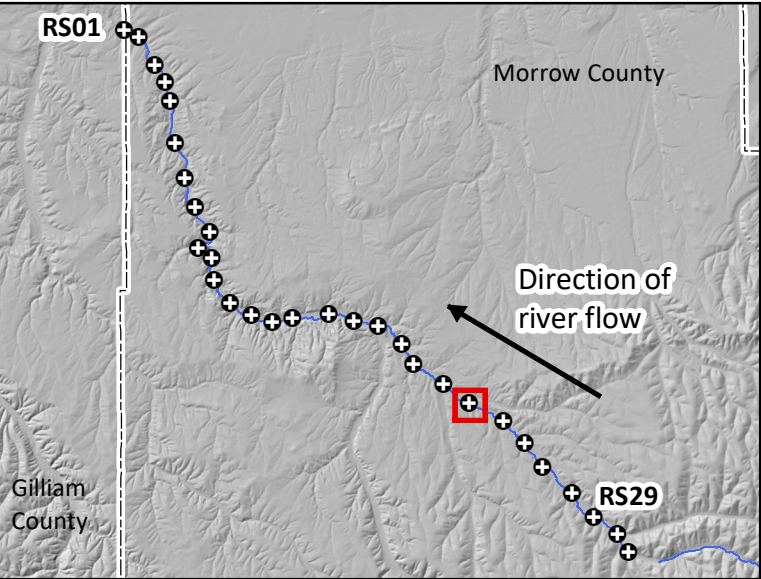 RS01
Morrow County
Direction of
river flow
RS29
Gilliam
County